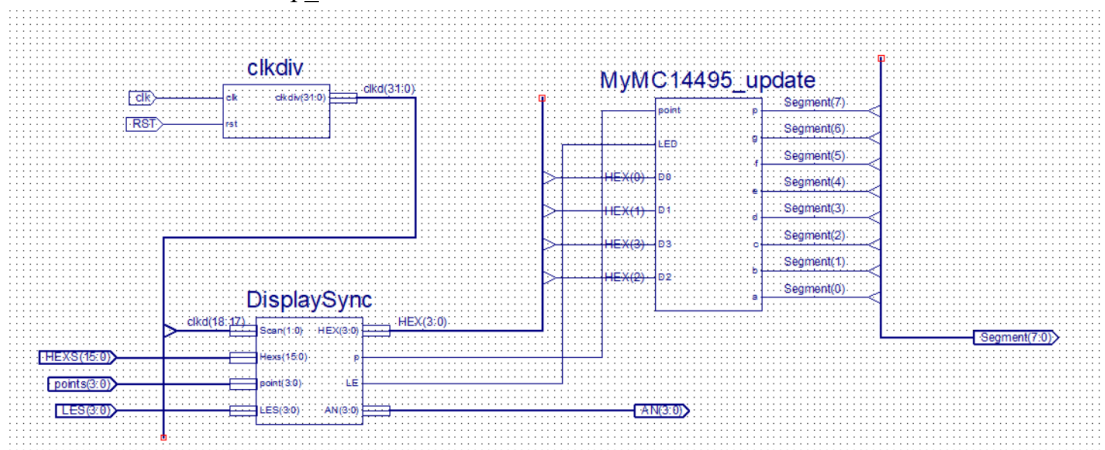 clkdiv
clk
clk
clkdiv(31:0)
clkd(31:0)
RST
rst
MyMC14495_update
point
p
Segment(7)
LED
g
Segment(6)
f
Segment(5)
HEX(0)
D0
e
Segment(4)
HEX(1)
D1
d
Segment(3)
HEX(3)
D3
c
Segment(2)
HEX(2)
D2
b
Segment(1)
a
Segment(0)
DisplaySync
clkd(18:17)
Scan(1:0)
HEX(3:0)
HEX(3:0)
HEXS(15:0)
Hexs(15:0)
p
points(3:0)
point(3:0)
LE
LES(3:0)
LES(3:0)
AN(3:0)
AN(3:0)
Segment(7:0)